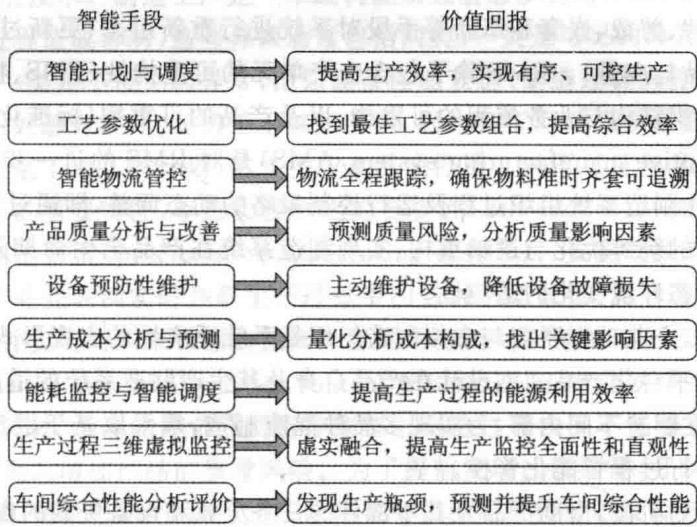 智能手段 价值回报
智能计划与调度 提高生产效率，实现有序、可控生产
工艺参数优化 找到最佳工艺参数组合，提高综合效率
智能物流管控 物流全程跟踪，确保物料准时齐套可追溯
产品质量分析与改善 预测质量风险，分析质量影响因素
设备预防性维护 主动维护设备，降低设备故障损失
生产成本分析与预测 量化分析成本构成，找出关键影响因素
能耗监控与智能调度 提高生产过程的能源利用效率
生产过程三维虚拟监控 虚实融合，提高生产监控全面性和直观性
车间综合性能分析评价 发现生产瓶颈，预测并提升车间综合性能